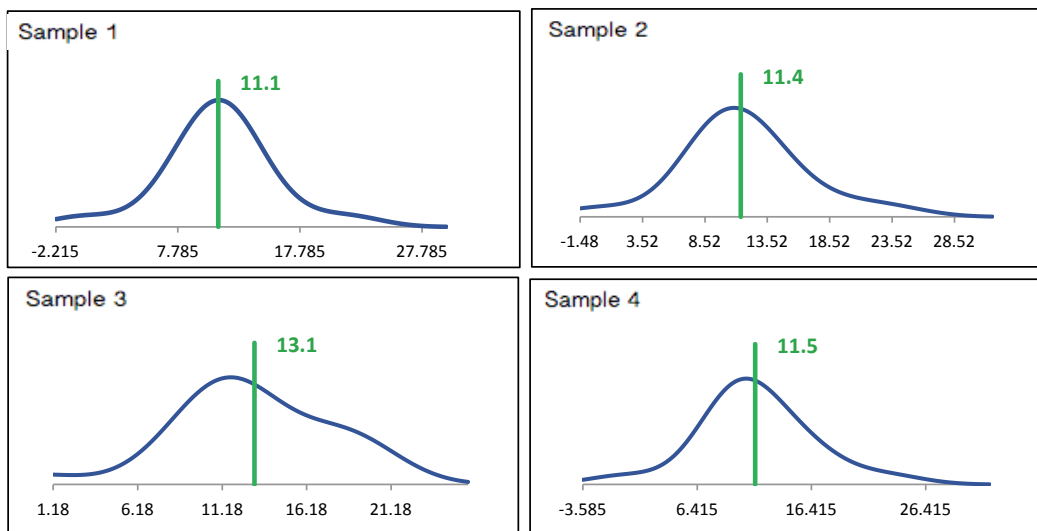 Sample 1
11.1
-2.215 7.785 17.785 27.785
Sample 2
11.4
-1.48 3.52 8.52 13.52 18.52 23.52 28.52
Sample 3
13.1
1.18 6.18 11.18 16.18 21.18
Sample 4
11.5
-3.585 6.415 16.415 26.415